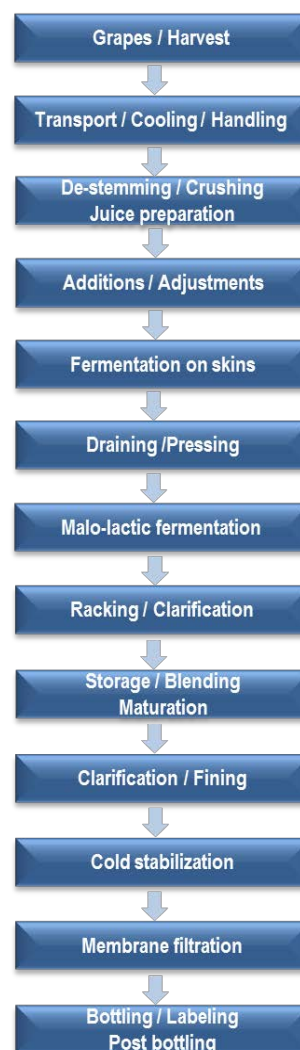 Grapes / Harvest
Transport / Cooling / Handling
De-stemming / Crushing
Juice preparation
Additions / Adjustments
Fermentation on skins
Draining /Pressing
Malo-lactic fermentation
Racking / Clarification
Storage / Blending
Maturation
Clarification / Fining
Cold stabilization
Membrane filtration
Bottling / Labeling
Post bottling